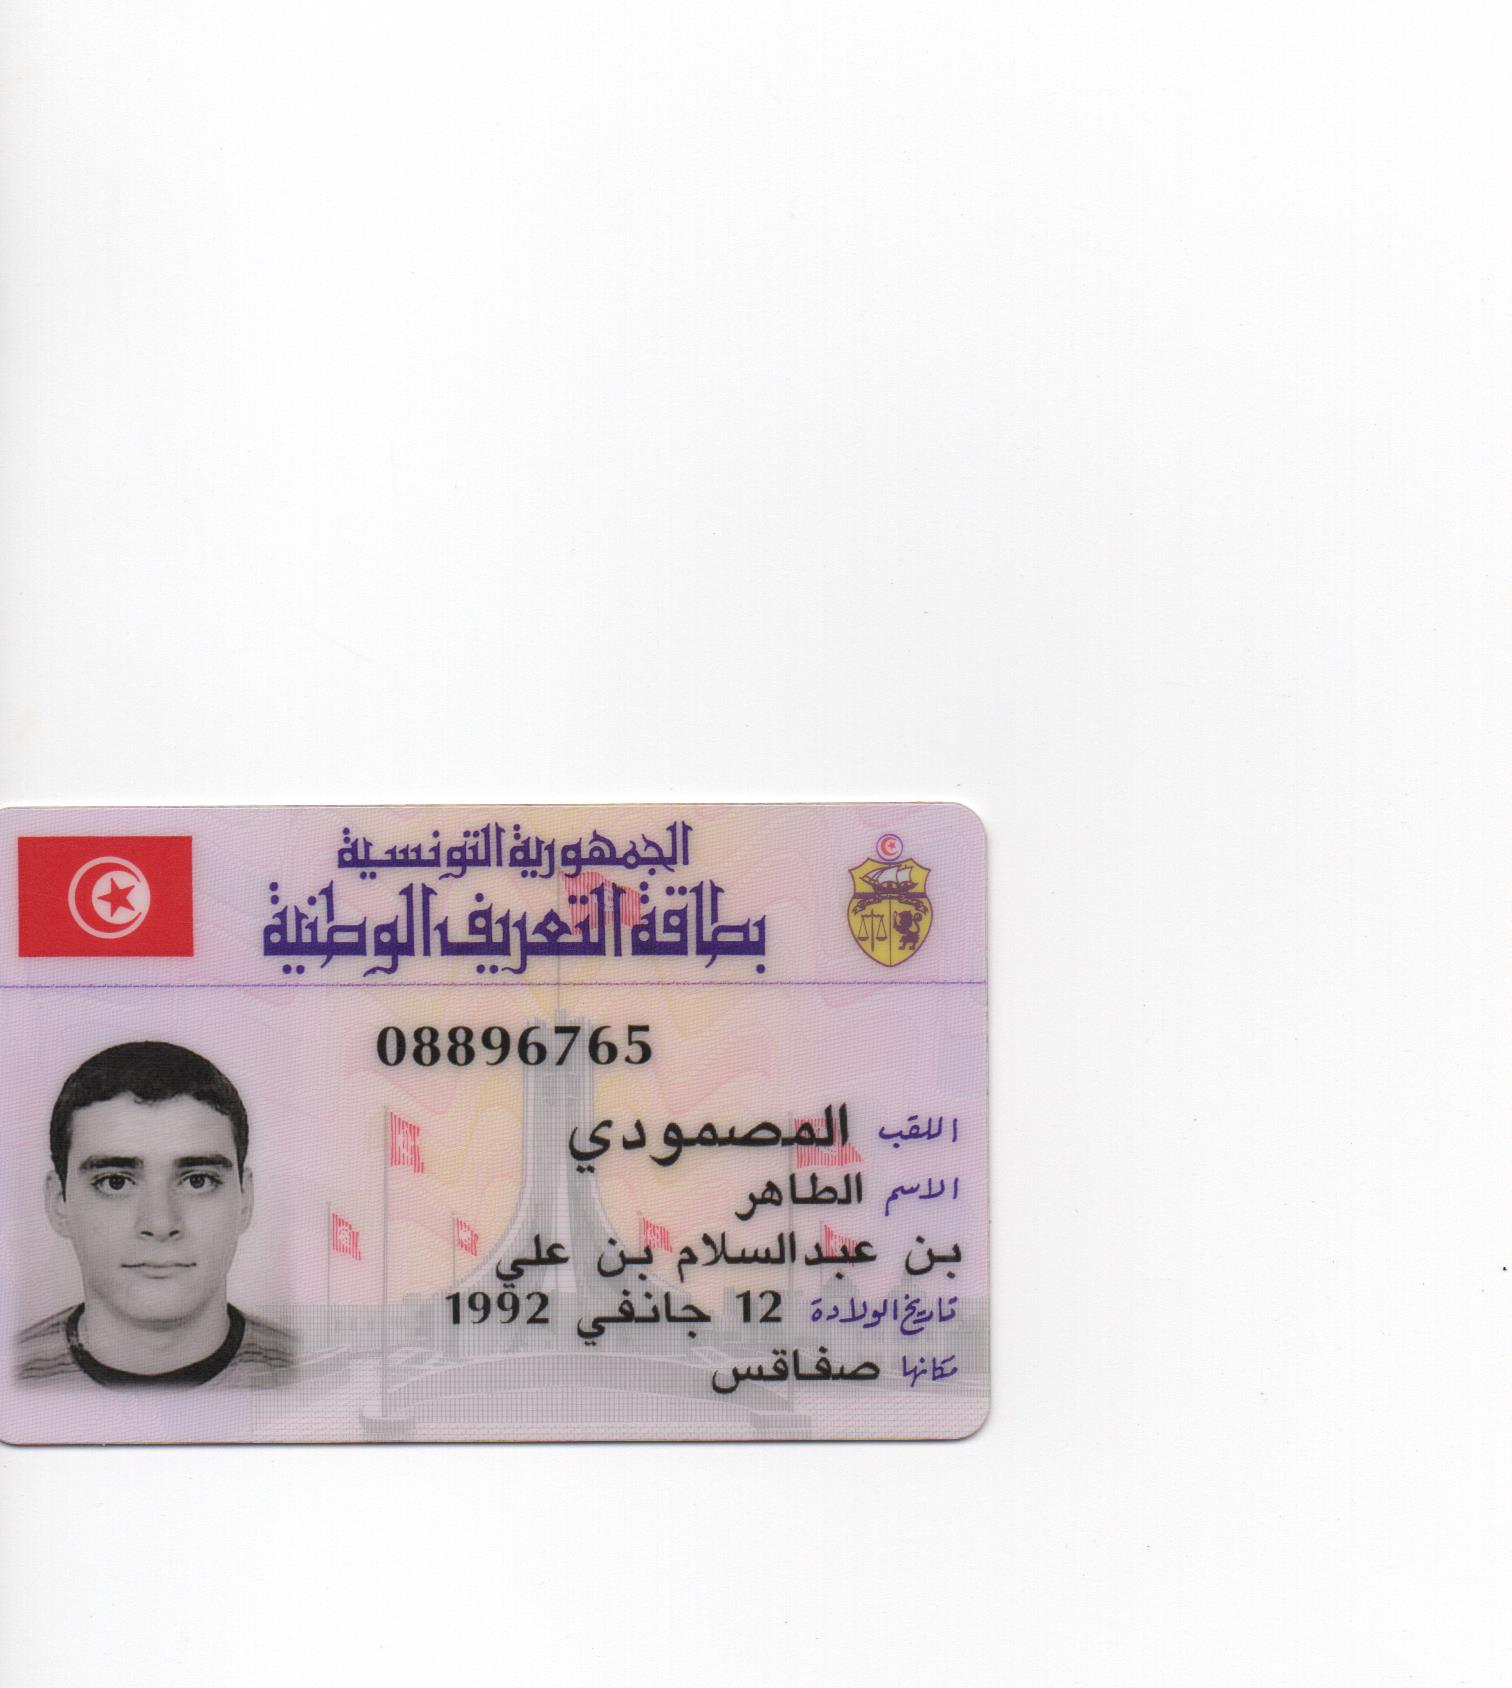 الجمهورية التونسية
بطاقة التعريف الوطنية
08896765
اللقب المصمودي
الاسم الطاهر
بن عبدالسلام بن علي
تاريخ الولادة 12 جانفي 1992
مكانها صفاقس